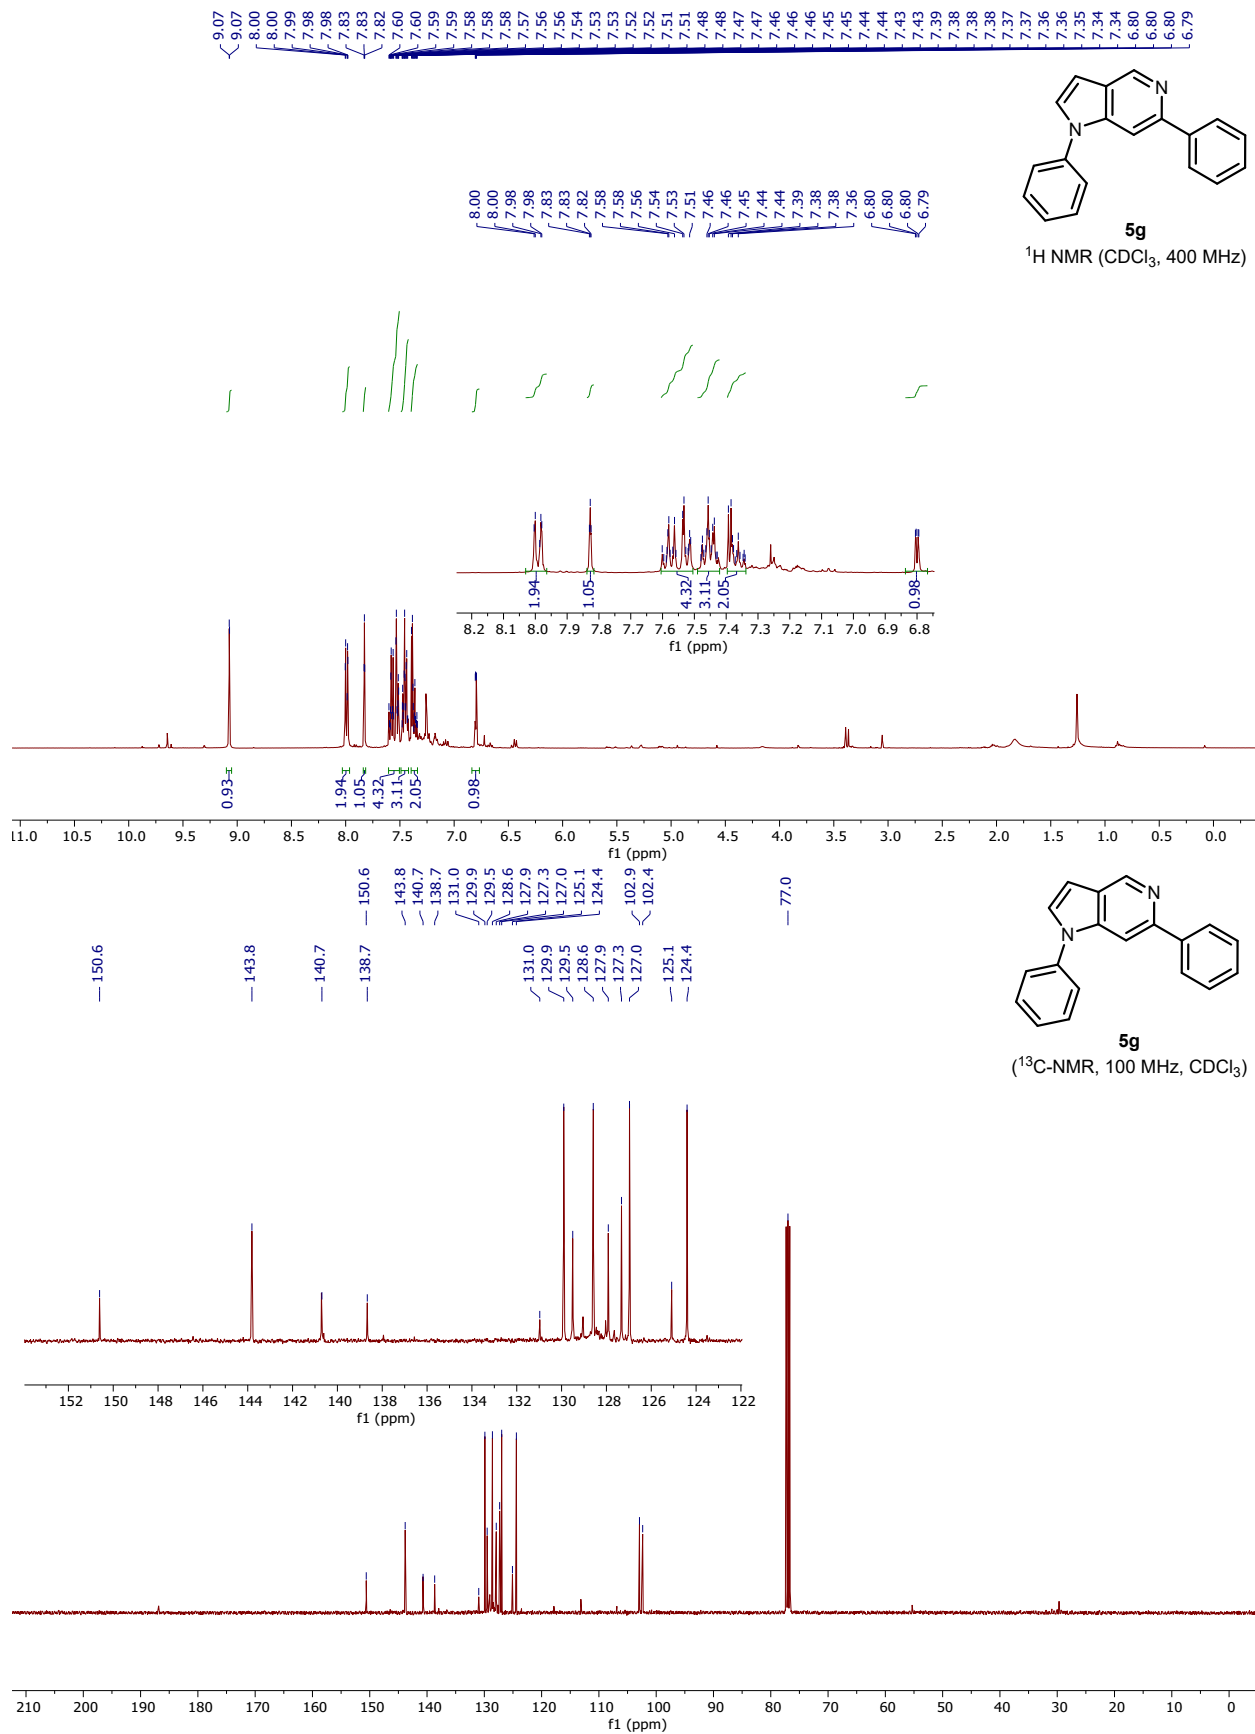 9.07 9.07 8.00 8.00 7.99 7.98 7.98 7.83 7.83 7.82 7.60 7.60 7.59 7.59 7.58 7.58 7.58 7.57 7.56 7.56 7.54 7.53 7.53 7.52 7.52 7.51 7.51 7.48 7.48 7.47 7.47 7.46 7.46 7.46 7.45 7.45 7.44 7.44 7.43 7.43 7.39 7.38 7.38 7.38 7.38 7.37 7.37 7.36 7.36 7.35 7.34 7.34 6.80 6.80 6.80 6.79
N
N
5g
¹H NMR (CDCl₃, 400 MHz)
8.00 8.00 7.98 7.98 7.83 7.83 7.82 7.58 7.58 7.56 7.54 7.53 7.51 7.46 7.46 7.45 7.44 7.44 7.39 7.38 7.38 7.36 6.80 6.80 6.80 6.79
1.94 1.05 4.32 3.11 2.05 0.98
8.2 8.1 8.0 7.9 7.8 7.7 7.6 7.5 7.4 7.3 7.2 7.1 7.0 6.9 6.8
f1 (ppm)
0.93 1.94 1.05 4.32 3.11 2.05 0.98
11.0 10.5 10.0 9.5 9.0 8.5 8.0 7.5 7.0 6.5 6.0 5.5 5.0 4.5 4.0 3.5 3.0 2.5 2.0 1.5 1.0 0.5 0.0
f1 (ppm)
150.6 143.8 140.7 138.7 131.0 129.9 129.5 128.6 127.9 127.3 127.0 125.1 124.4 102.9 102.4 77.0
N
N
5g
(¹³C-NMR, 100 MHz, CDCl₃)
150.6 143.8 140.7 138.7 131.0 129.9 129.5 128.6 127.9 127.3 127.0 125.1 124.4
152 150 148 146 144 142 140 138 136 134 132 130 128 126 124 122
f1 (ppm)
210 200 190 180 170 160 150 140 130 120 110 100 90 80 70 60 50 40 30 20 10 0
f1 (ppm)